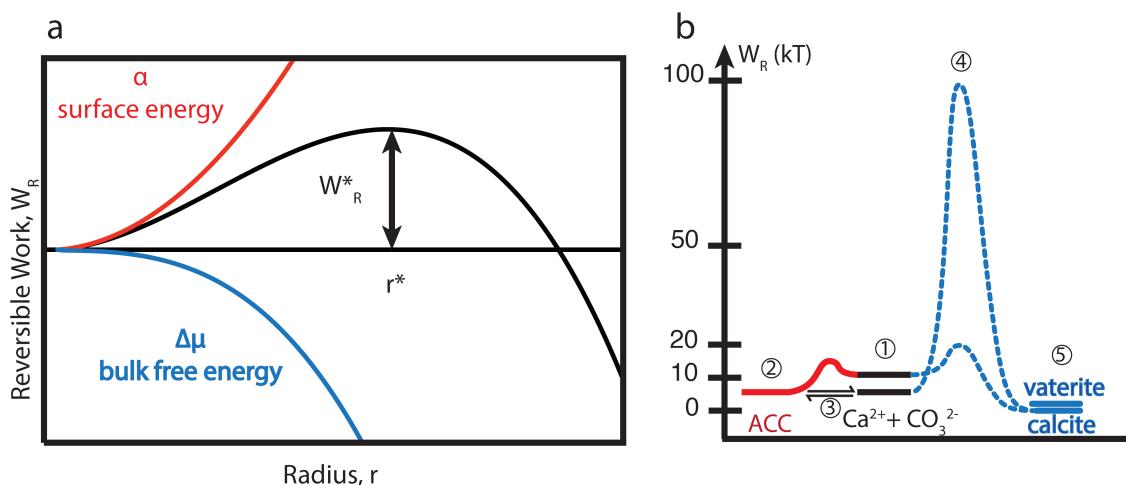 a
α
surface energy
W*R
r*
Δμ
bulk free energy
Reversible Work, WR
Radius, r
b
WR (kT)
100
50
20
10
0
④
①
②
⑤
③
vaterite
calcite
ACC
Ca2+ + CO32-